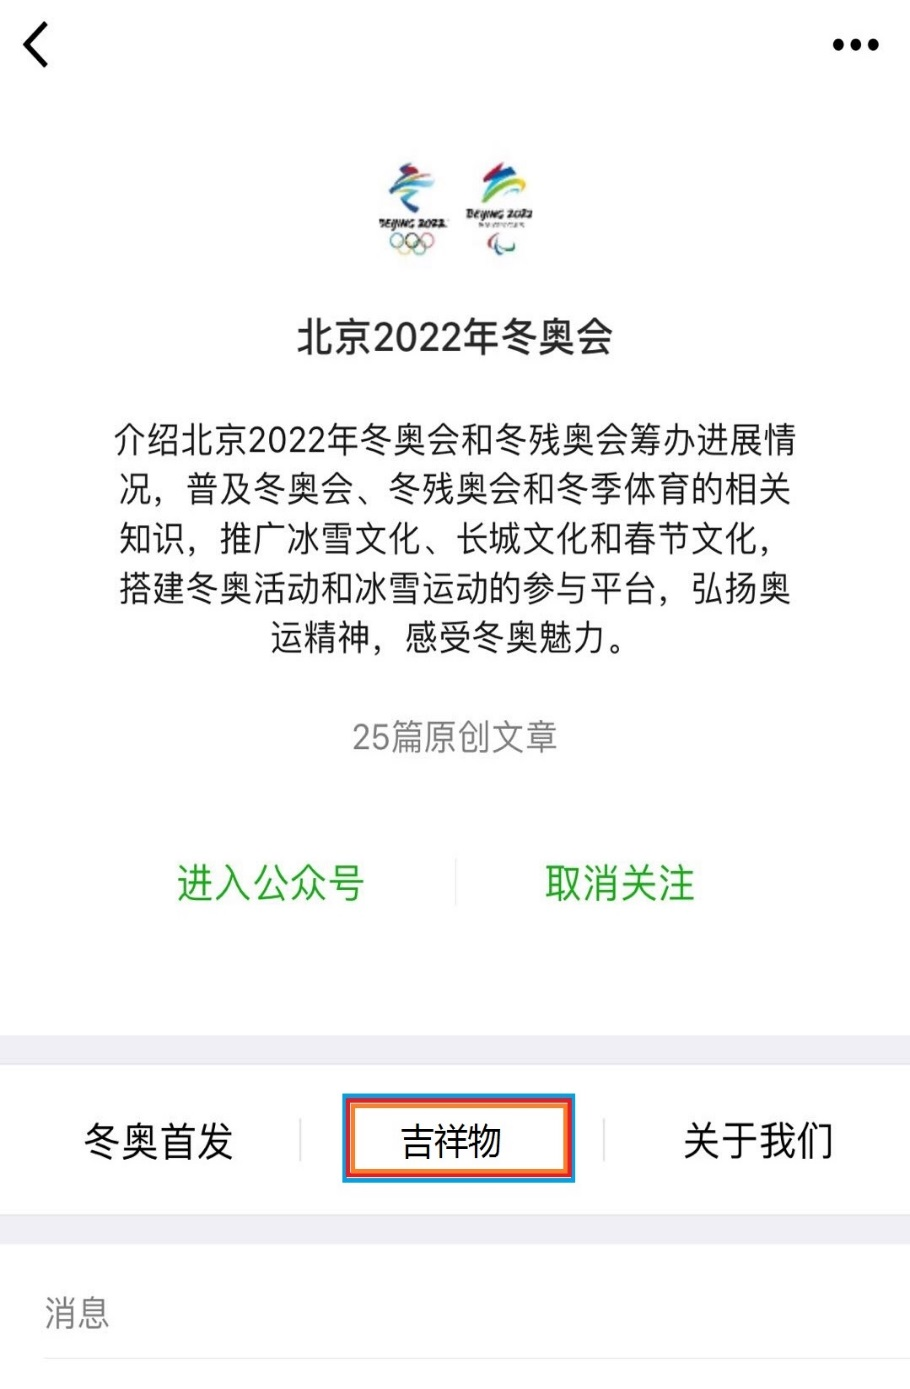 BEIJING 2022 BEIJING 2022
北京2022年冬奥会
介绍北京2022年冬奥会和冬残奥会筹办进展情
况，普及冬奥会、冬残奥会和冬季体育的相关
知识，推广冰雪文化、长城文化和春节文化，
搭建冬奥活动和冰雪运动的参与平台，弘扬奥
运精神，感受冬奥魅力。
25篇原创文章
进入公众号 取消关注
冬奥首发 吉祥物 关于我们
消息